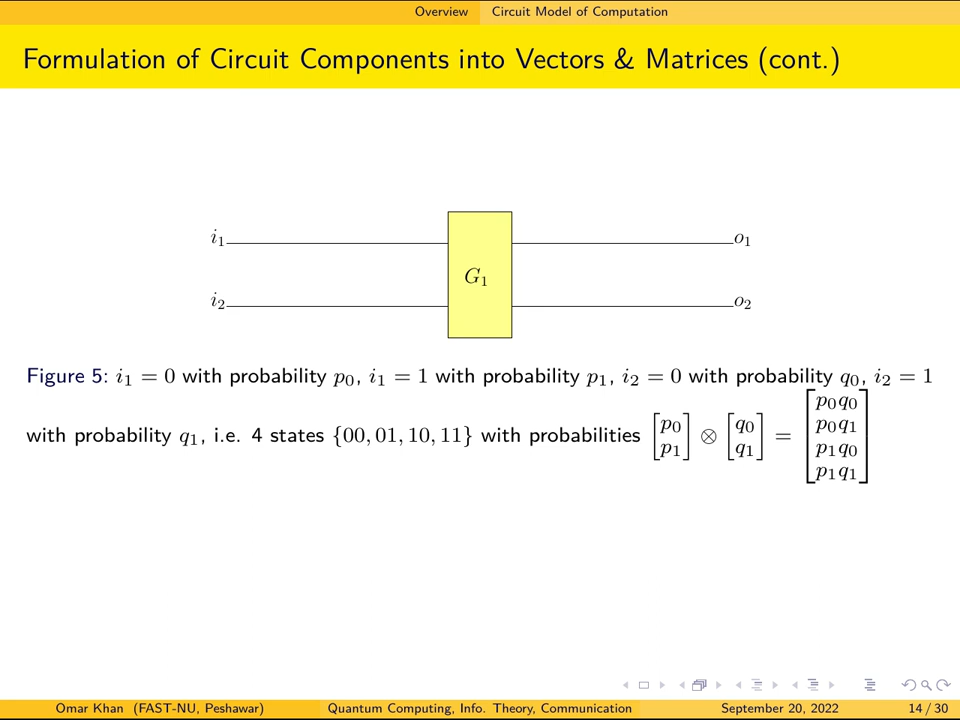 Overview Circuit Model of Computation
Formulation of Circuit Components into Vectors & Matrices (cont.)
i₁ o₁
G₁
i₂ o₂
Figure 5: i₁ = 0 with probability p₀, i₁ = 1 with probability p₁, i₂ = 0 with probability q₀, i₂ = 1
with probability q₁, i.e. 4 states {00, 01, 10, 11} with probabilities [p₀ p₁] ⊗ [q₀ q₁] = [p₀q₀ p₀q₁ p₁q₀ p₁q₁]
Omar Khan (FAST-NU, Peshawar) Quantum Computing, Info. Theory, Communication September 20, 2022 14 / 30